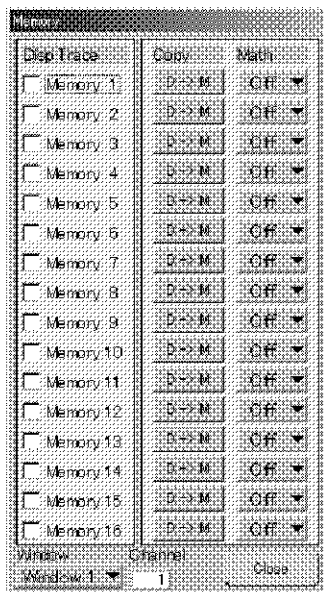 Memory
Disp Trace Copy Math
Memory 1 D -> M Off
Memory 2 D -> M Off
Memory 3 D -> M Off
Memory 4 D -> M Off
Memory 5 D -> M Off
Memory 6 D -> M Off
Memory 7 D -> M Off
Memory 8 D -> M Off
Memory 9 D -> M Off
Memory 10 D -> M Off
Memory 11 D -> M Off
Memory 12 D -> M Off
Memory 13 D -> M Off
Memory 14 D -> M Off
Memory 15 D -> M Off
Memory 16 D -> M Off
Window Channel
Window 1 1 Close